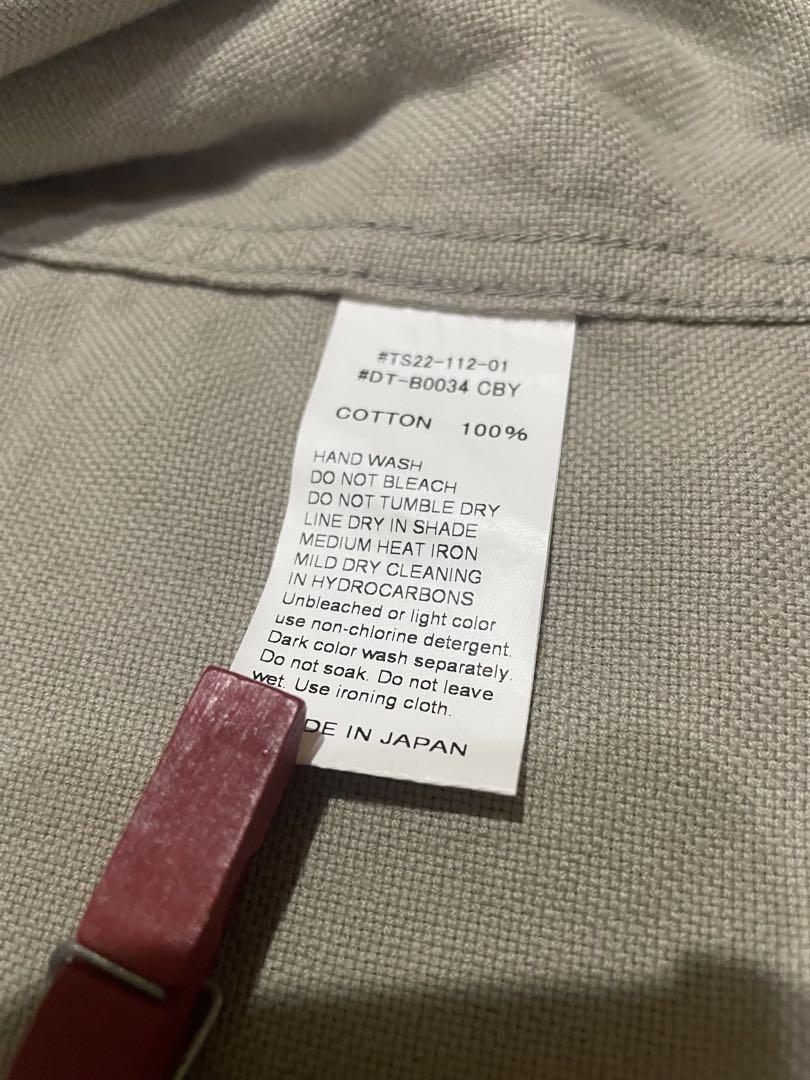 #TS22-112-01
#DT-B0034 CBY
COTTON 100%
HAND WASH
DO NOT BLEACH
DO NOT TUMBLE DRY
LINE DRY IN SHADE
MEDIUM HEAT IRON
MILD DRY CLEANING
IN HYDROCARBONS
Unbleached or light color
use non-chlorine detergent.
Dark color wash separately.
Do not soak. Do not leave
wet. Use ironing cloth.
DE IN JAPAN